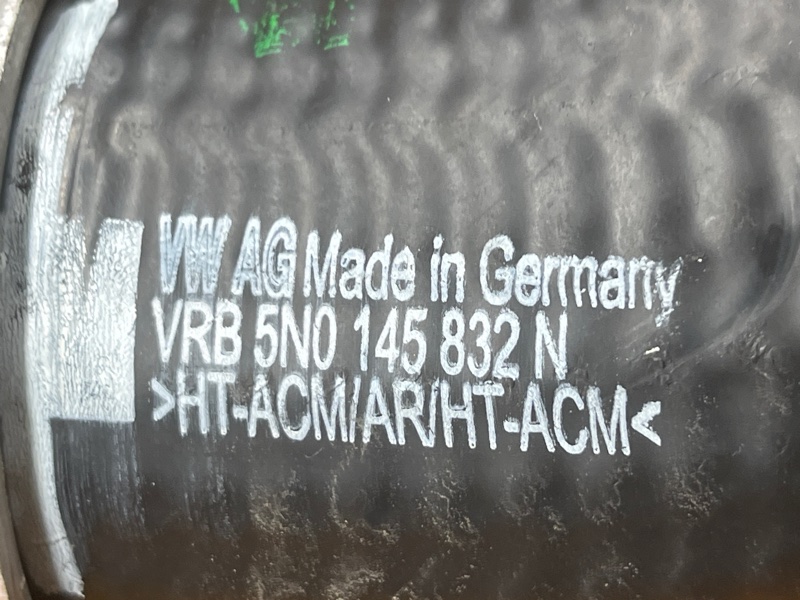 VW AG Made in Germany
VRB 5N0 145 832 N
>HT-ACM/AR/HT-ACM<